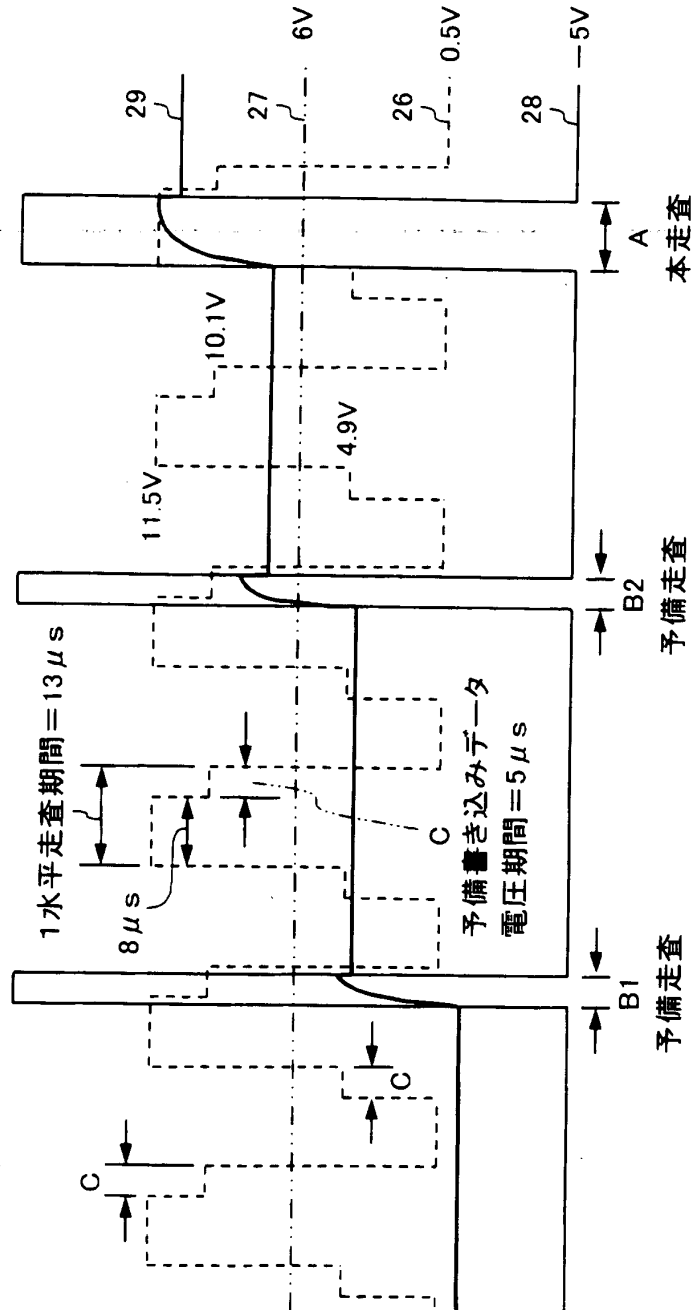 29
27
6V
26
0.5V
28
−5V
11.5V
10.1V
4.9V
1水平走査期間=13μs
8μs
C
C
C
予備書き込みデータ
電圧期間=5μs
B1
予備走査
B2
予備走査
A
本走査